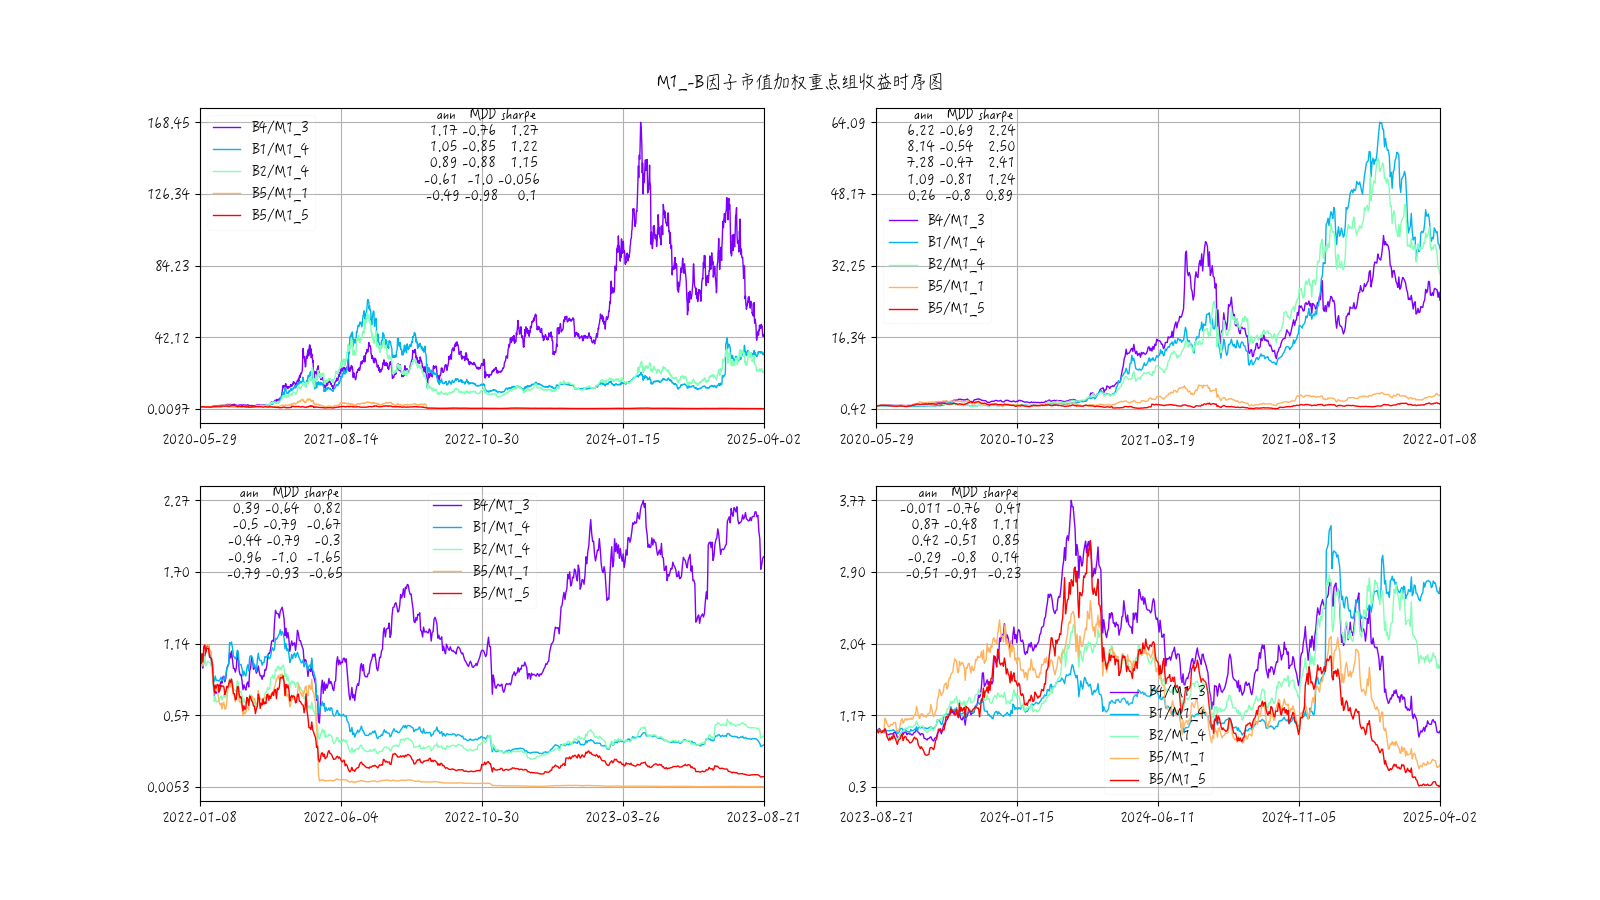 M1_-B因子市值加权重点组收益时序图
168.45
126.34
84.23
42.12
0.0097
B4/M1_3
B1/M1_4
B2/M1_4
B5/M1_1
B5/M1_5
ann MDD sharpe
1.17 -0.76 1.27
1.05 -0.85 1.22
0.89 -0.88 1.15
-0.61 -1.0 -0.056
-0.49 -0.98 0.1
2020-05-29 2021-08-14 2022-10-30 2024-01-15 2025-04-02
64.09
48.17
32.25
16.34
0.42
ann MDD sharpe
6.22 -0.69 2.24
8.14 -0.54 2.50
7.28 -0.47 2.41
1.09 -0.81 1.24
0.26 -0.8 0.89
B4/M1_3
B1/M1_4
B2/M1_4
B5/M1_1
B5/M1_5
2020-05-29 2020-10-23 2021-03-19 2021-08-13 2022-01-08
2.27
1.70
1.14
0.57
0.0053
ann MDD sharpe
0.39 -0.64 0.82
-0.5 -0.79 -0.67
-0.44 -0.79 -0.3
-0.96 -1.0 -1.65
-0.79 -0.93 -0.65
B4/M1_3
B1/M1_4
B2/M1_4
B5/M1_1
B5/M1_5
2022-01-08 2022-06-04 2022-10-30 2023-03-26 2023-08-21
3.77
2.90
2.04
1.17
0.3
ann MDD sharpe
-0.011 -0.76 0.41
0.87 -0.48 1.11
0.42 -0.51 0.85
-0.29 -0.8 0.14
-0.51 -0.91 -0.23
B4/M1_3
B1/M1_4
B2/M1_4
B5/M1_1
B5/M1_5
2023-08-21 2024-01-15 2024-06-11 2024-11-05 2025-04-02